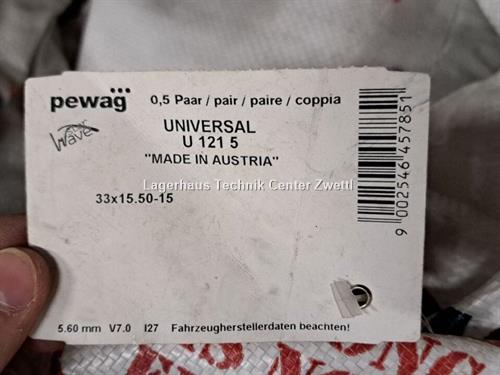 pewag
0,5 Paar / pair / paire / coppia
Wave
UNIVERSAL
U 121 5
"MADE IN AUSTRIA"
Lagerhaus Technik Center Zwettl
33x15.50-15
9 002546 457851
5.60 mm V7.0 I27 Fahrzeugherstellerdaten beachten!